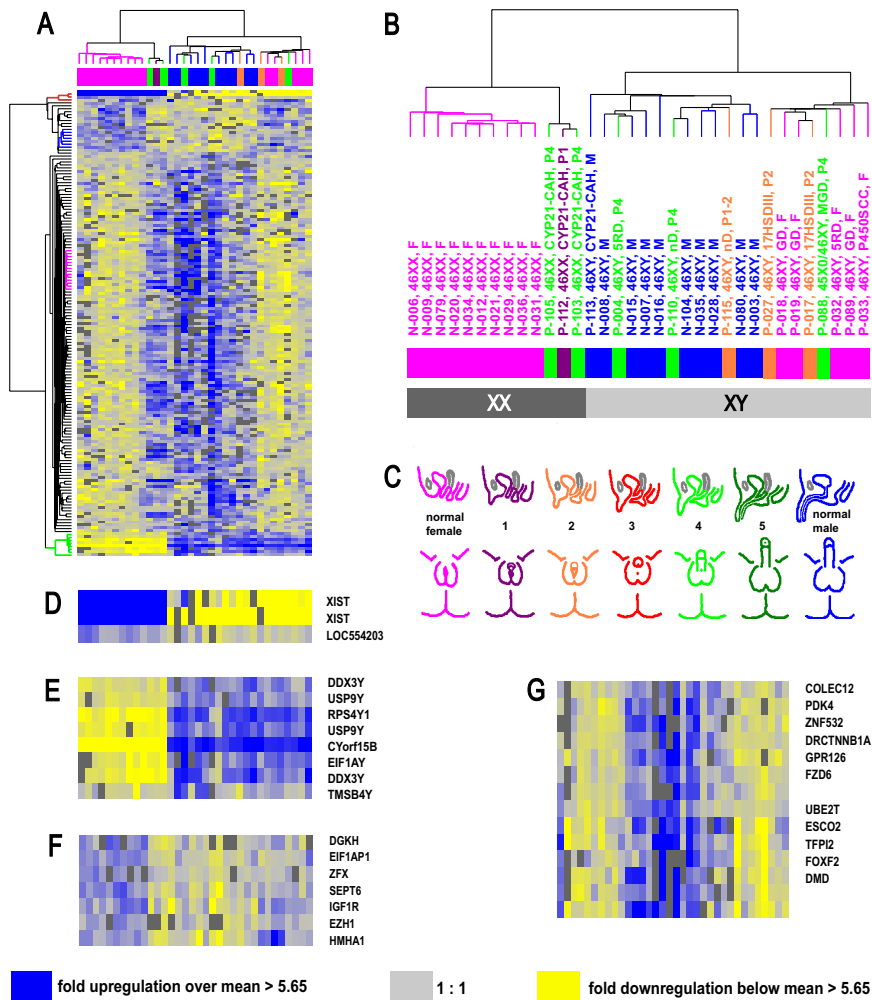 A
B
N-006, 46XX, F
N-009, 46XX, F
N-079, 46XX, F
N-020, 46XX, F
N-034, 46XX, F
N-012, 46XX, F
N-021, 46XX, F
N-029, 46XX, F
N-036, 46XX, F
N-031, 46XX, F
P-105, 46XX, CYP21-CAH, P4
P-112, 46XX, CYP21-CAH, P1
P-103, 46XX, CYP21-CAH, P4
P-113, 46XY, CYP21-CAH, M
N-008, 46XY, M
P-004, 46XY, 5RD, P4
N-015, 46XY, M
N-007, 46XY, M
N-016, 46XY, M
P-110, 46XY, nD, P4
N-104, 46XY, M
N-035, 46XY, M
N-028, 46XY, M
P-115, 46XY, nD, P1-2
N-080, 46XY, M
N-003, 46XY, M
P-027, 46XY, 17HSDIII, P2
P-018, 46XY, GD, F
P-019, 46XY, GD, F
P-017, 46XY, 17HSDIII, P2
P-088, 45X0/46XY, MGD, P4
P-032, 46XY, 5RD, F
P-089, 46XY, GD, F
P-033, 46XY, P450SCC, F
XX
XY
C
normal
female
1
2
3
4
5
normal
male
D
XIST
XIST
LOC554203
E
DDX3Y
USP9Y
RPS4Y1
USP9Y
CYorf15B
EIF1AY
DDX3Y
TMSB4Y
F
DGKH
EIF1AP1
ZFX
SEPT6
IGF1R
EZH1
HMHA1
G
COLEC12
PDK4
ZNF532
DRCTNNB1A
GPR126
FZD6
UBE2T
ESCO2
TFPI2
FOXF2
DMD
fold upregulation over mean > 5.65
1 : 1
fold downregulation below mean > 5.65